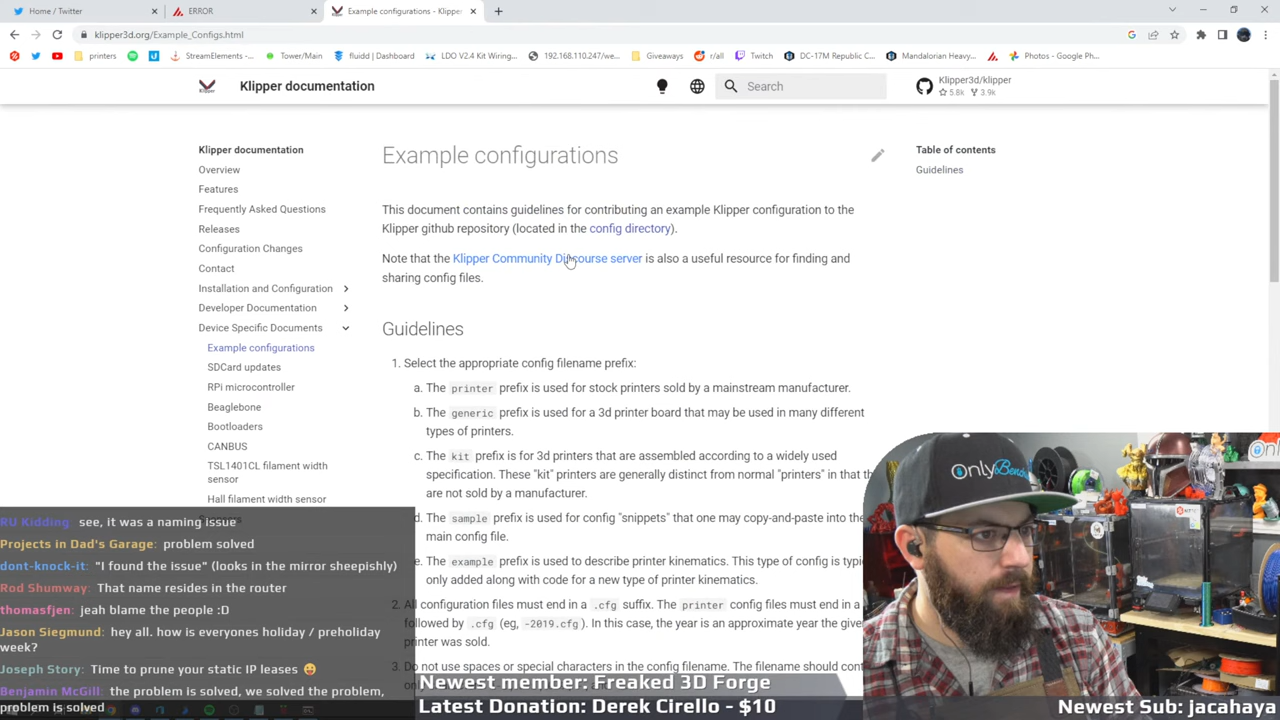 Home / Twitter
ERROR
Example configurations - Klippe
klipper3d.org/Example_Configs.html
printers
StreamElements -...
Tower/Main
fluidd | Dashboard
LDO V2.4 Kit Wiring...
192.168.110.247/we...
Giveaways
r/all
Twitch
DC-17M Republic C...
Mandalorian Heavy...
Photos - Google Ph...
Klipper documentation
Search
Klipper3d/klipper
5.8k 3.9k
Klipper documentation
Overview
Features
Frequently Asked Questions
Releases
Configuration Changes
Contact
Installation and Configuration
Developer Documentation
Device Specific Documents
Example configurations
SDCard updates
RPi microcontroller
Beaglebone
Bootloaders
CANBUS
TSL1401CL filament width
sensor
Hall filament width sensor
Example configurations
This document contains guidelines for contributing an example Klipper configuration to the
Klipper github repository (located in the config directory).
Note that the Klipper Community Discourse server is also a useful resource for finding and
sharing config files.
Guidelines
1. Select the appropriate config filename prefix:
a. The printer prefix is used for stock printers sold by a mainstream manufacturer.
b. The generic prefix is used for a 3d printer board that may be used in many different
types of printers.
c. The kit prefix is for 3d printers that are assembled according to a widely used
specification. These "kit" printers are generally distinct from normal "printers" in that th
are not sold by a manufacturer.
d. The sample prefix is used for config "snippets" that one may copy-and-paste into the
main config file.
e. The example prefix is used to describe printer kinematics. This type of config is typic
only added along with code for a new type of printer kinematics.
2. All configuration files must end in a .cfg suffix. The printer config files must end in a
followed by .cfg (eg, -2019.cfg). In this case, the year is an approximate year the give
printer was sold.
3. Do not use spaces or special characters in the config filename. The filename should cont
Table of contents
Guidelines
OnlyBendz
RU Kidding: see, it was a naming issue
Projects in Dad's Garage: problem solved
dont-knock-it: "I found the issue" (looks in the mirror sheepishly)
Rod Shumway: That name resides in the router
thomasfjen: jeah blame the people :D
Jason Siegmund: hey all. how is everyones holiday / preholiday
week?
Joseph Story: Time to prune your static IP leases 😝
Benjamin McGill: the problem is solved, we solved the problem,
problem is solved
Newest member: Freaked 3D Forge
Latest Donation: Derek Cirello - $10
Newest Sub: jacahaya